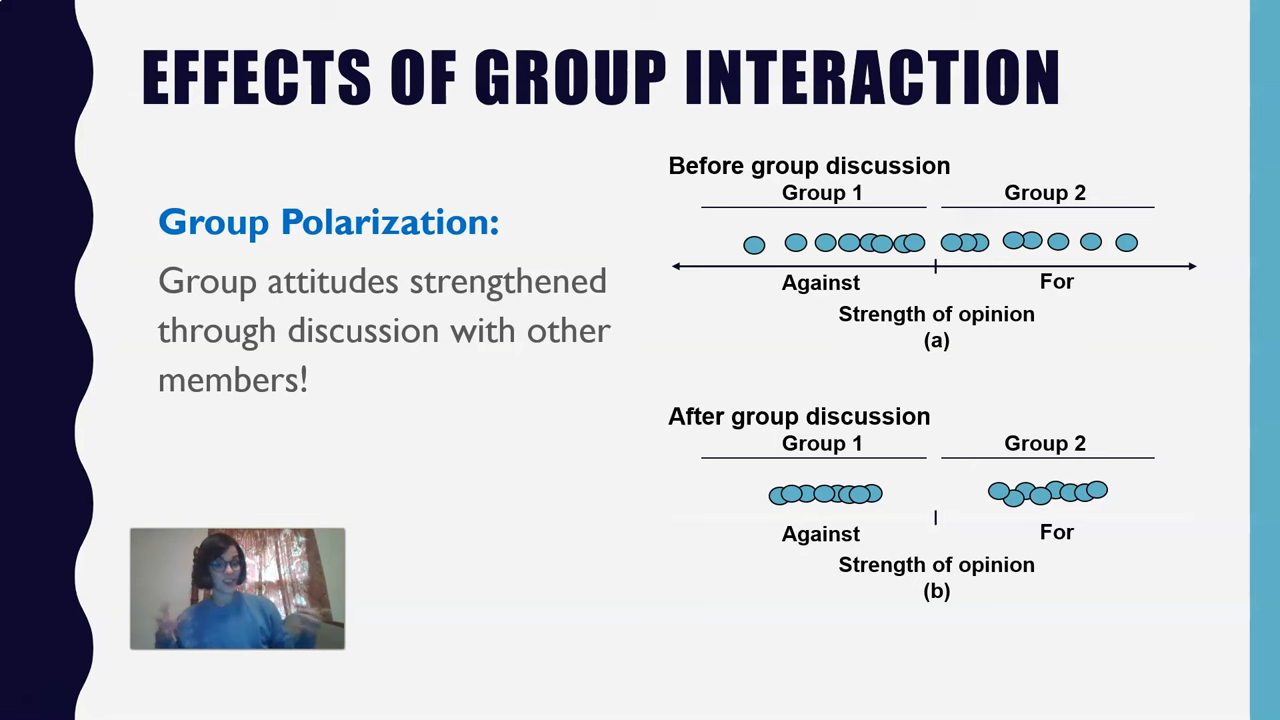 EFFECTS OF GROUP INTERACTION
Group Polarization:
Group attitudes strengthened
through discussion with other
members!
Before group discussion
Group 1 Group 2
Against For
Strength of opinion
(a)
After group discussion
Group 1 Group 2
Against For
Strength of opinion
(b)